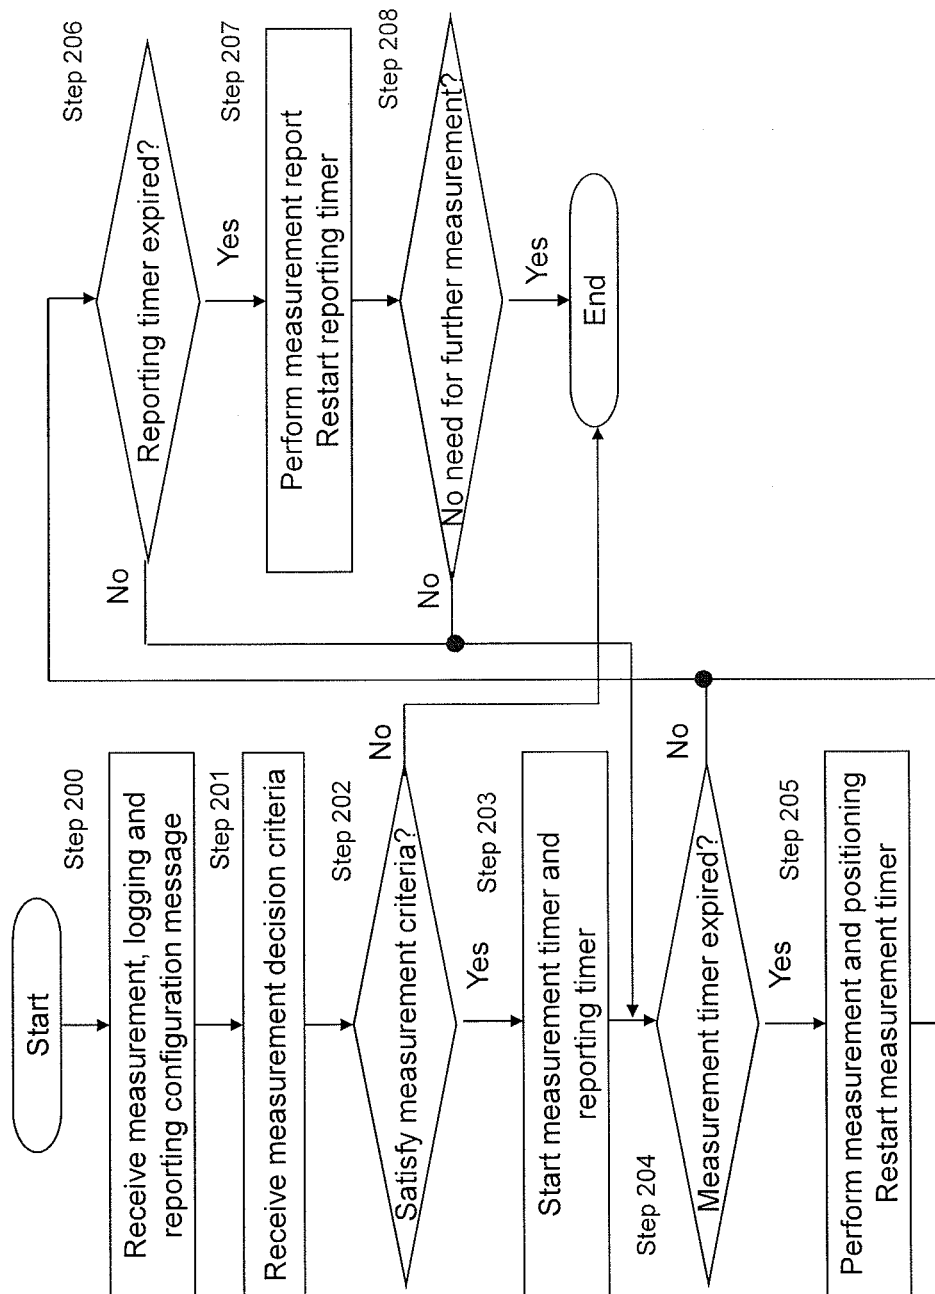 Start
Step 200
Receive measurement, logging and
reporting configuration message
Step 201
Receive measurement decision criteria
Step 202
Satisfy measurement criteria?
No
Yes
Step 203
Start measurement timer and
reporting timer
Step 204
Measurement timer expired?
No
Yes
Step 205
Perform measurement and positioning
Restart measurement timer
Step 206
Reporting timer expired?
No
Yes
Step 207
Perform measurement report
Restart reporting timer
Step 208
No need for further measurement?
No
Yes
End